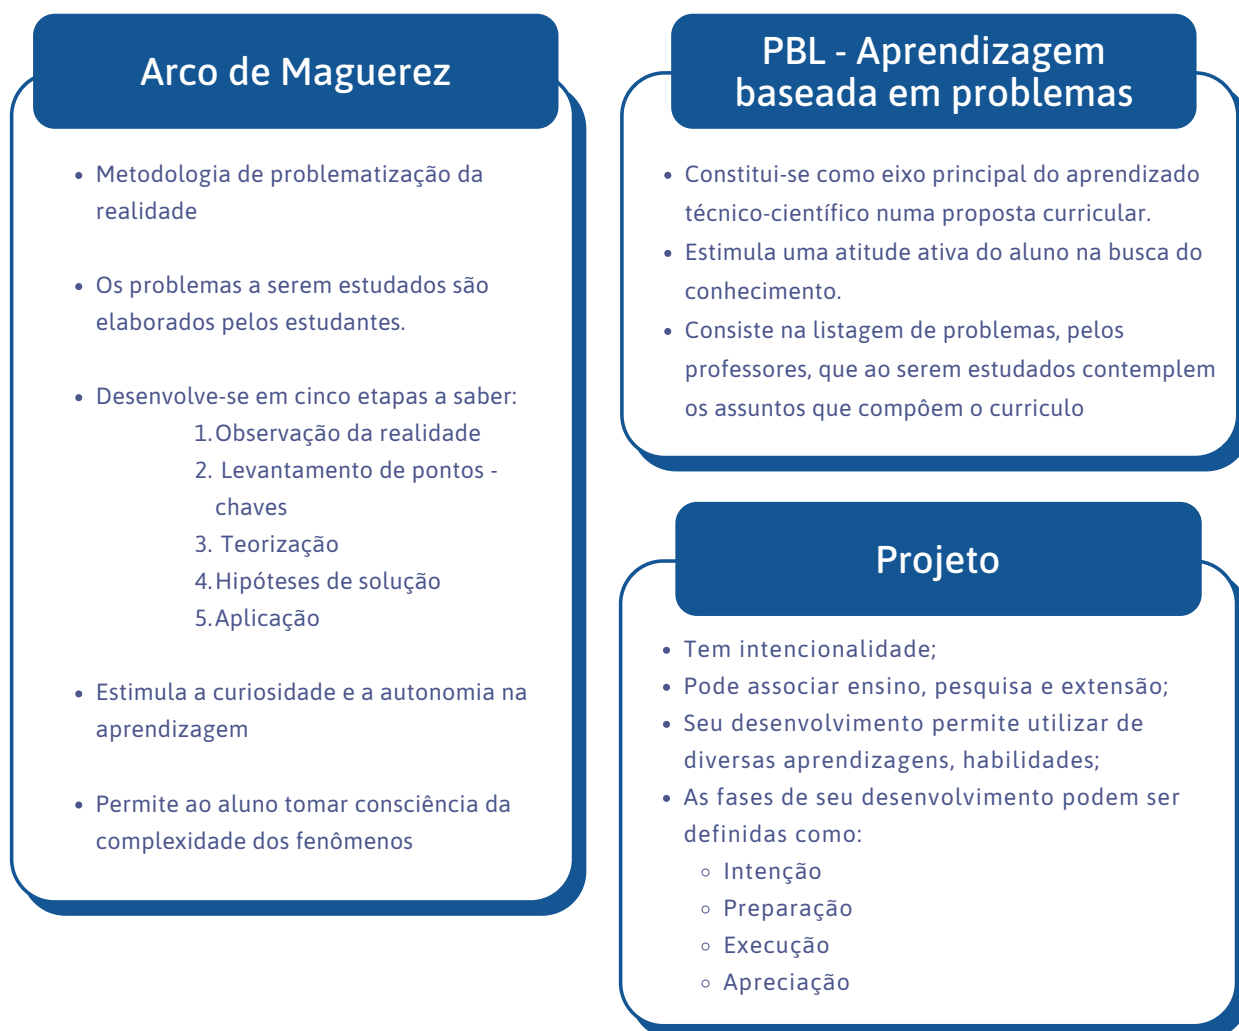 Arco de Maguerez
• Metodologia de problematização da
realidade
• Os problemas a serem estudados são
elaborados pelos estudantes.
• Desenvolve-se em cinco etapas a saber:
1.Observação da realidade
2. Levantamento de pontos -
chaves
3. Teorização
4.Hipóteses de solução
5.Aplicação
• Estimula a curiosidade e a autonomia na
aprendizagem
• Permite ao aluno tomar consciência da
complexidade dos fenômenos
PBL - Aprendizagem
baseada em problemas
• Constitui-se como eixo principal do aprendizado
técnico-científico numa proposta curricular.
• Estimula uma atitude ativa do aluno na busca do
conhecimento.
• Consiste na listagem de problemas, pelos
professores, que ao serem estudados contemplem
os assuntos que compôem o curriculo
Projeto
• Tem intencionalidade;
• Pode associar ensino, pesquisa e extensão;
• Seu desenvolvimento permite utilizar de
diversas aprendizagens, habilidades;
• As fases de seu desenvolvimento podem ser
definidas como:
◦ Intenção
◦ Preparação
◦ Execução
◦ Apreciação